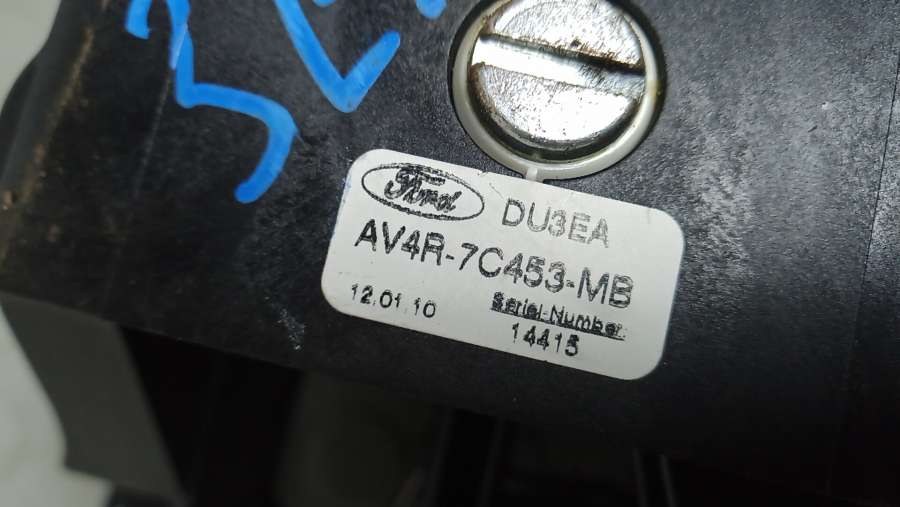 Ford
DU3EA
AV4R-7C453-MB
12.01.10
Serial-Number
14415